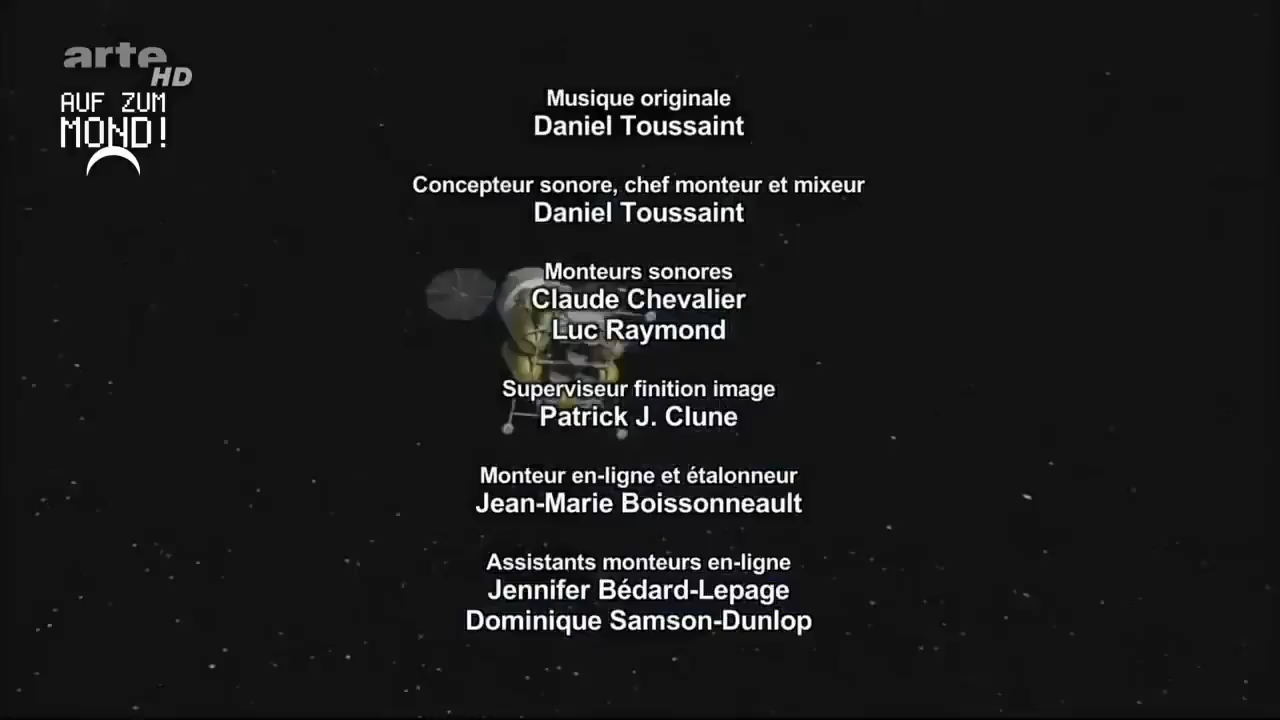 arte HD
AUF ZUM
MOND!
Musique originale
Daniel Toussaint
Concepteur sonore, chef monteur et mixeur
Daniel Toussaint
Monteurs sonores
Claude Chevalier
Luc Raymond
Superviseur finition image
Patrick J. Clune
Monteur en-ligne et étalonneur
Jean-Marie Boissonneault
Assistants monteurs en-ligne
Jennifer Bédard-Lepage
Dominique Samson-Dunlop